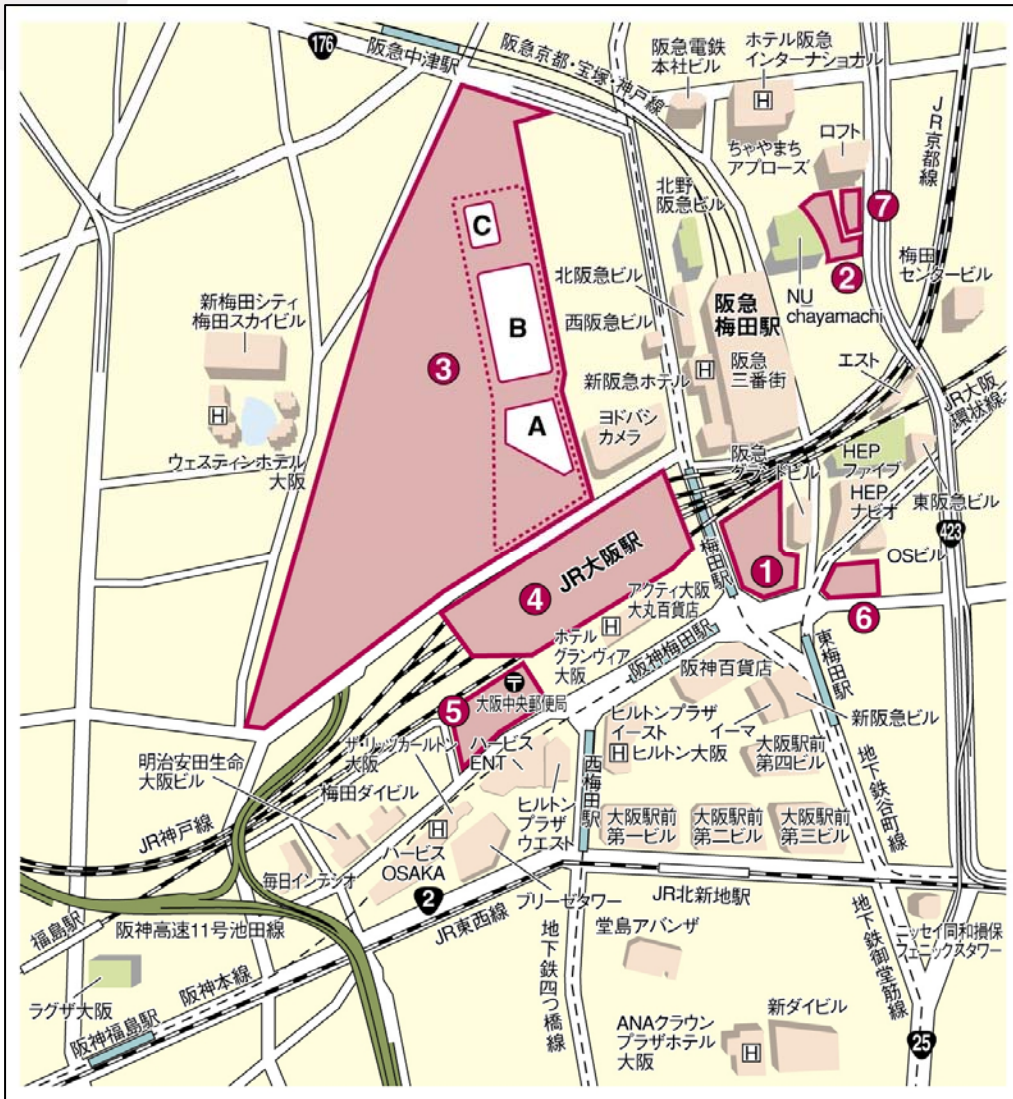 176
阪急中津駅
阪急京都・宝塚・神戸線
阪急電鉄
本社ビル
ホテル阪急
インターナショナル
H
ちゃやまち
アプローズ
ロフト
JR京都線
北野
阪急ビル
7
2
梅田
センタービル
NU
chayamachi
C
B
A
3
北阪急ビル
西阪急ビル
阪急
梅田駅
新阪急ホテル
H
阪急
三番街
エスト
JR大阪
環状線
新梅田シティ
梅田スカイビル
H
ウェスティンホテル
大阪
ヨドバシ
カメラ
阪急
グランドビル
HEP
ファイブ
HEP
ナビオ
東阪急ビル
423
OSビル
梅田駅
1
6
JR大阪駅
4
アクティ大阪
大丸百貨店
H
ホテル
グランヴィア
大阪
阪神梅田駅
阪神百貨店
東梅田駅
大阪中央郵便局
5
ヒルトンプラザ
イースト
H
ヒルトン大阪
イーマ
新阪急ビル
大阪駅前
第四ビル
ザ・リッツカールトン
大阪
ハービス
ENT
明治安田生命
大阪ビル
梅田ダイビル
西梅田駅
地下鉄谷町線
ヒルトン
プラザ
ウエスト
大阪駅前
第一ビル
大阪駅前
第二ビル
大阪駅前
第三ビル
JR神戸線
毎日インテシオ
H
ハービス
OSAKA
2
ブリーゼタワー
JR東西線
JR北新地駅
福島駅
阪神高速11号池田線
堂島アバンザ
地下鉄四つ橋線
地下鉄御堂筋線
ニッセイ同和損保
フェニックスタワー
ラグザ大阪
阪神本線
阪神福島駅
ANAクラウン
プラザホテル
大阪
H
新ダイビル
25